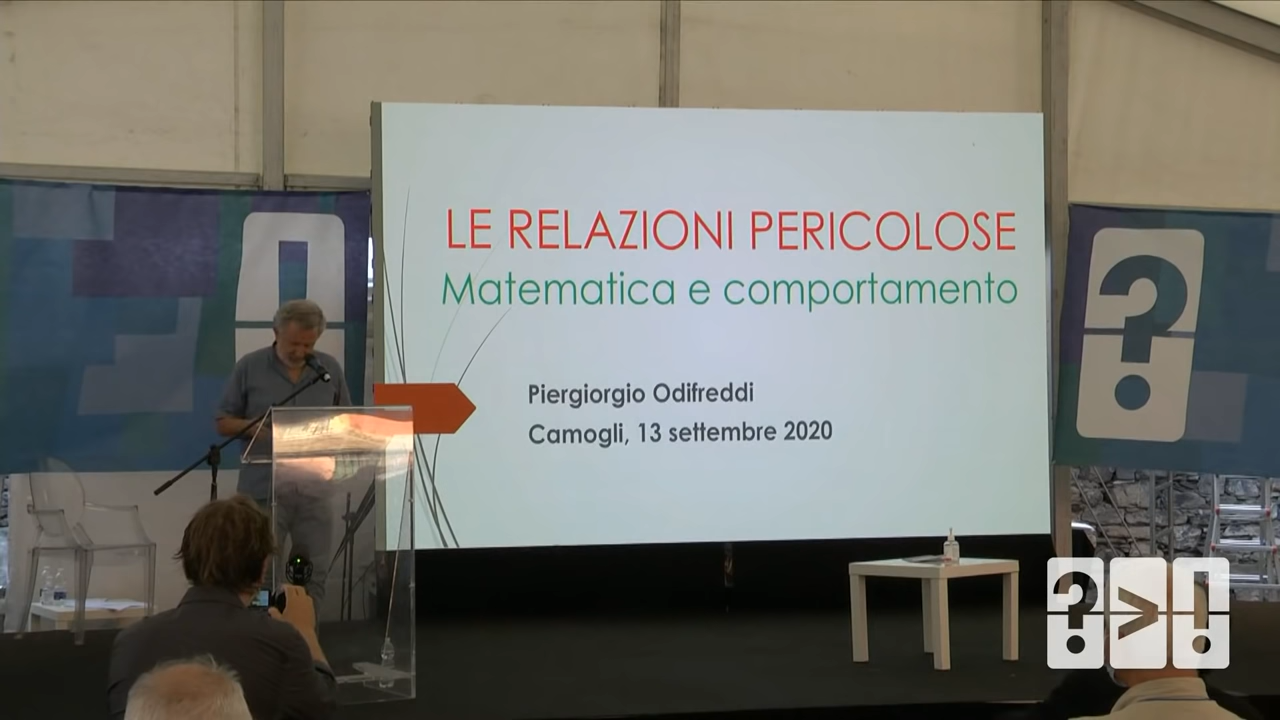 LE RELAZIONI PERICOLOSE
Matematica e comportamento
Piergiorgio Odifreddi
Camogli, 13 settembre 2020
!
?
?>!